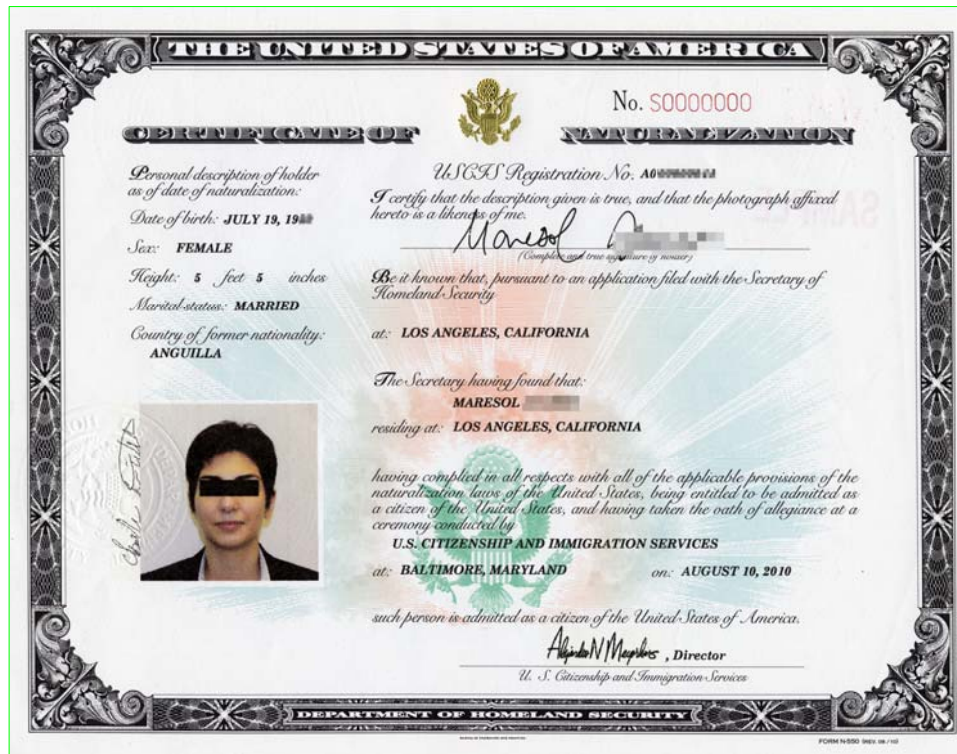 THE UNITED STATES OF AMERICA
No. S0000000
CERTIFICATE OF NATURALIZATION
Personal description of holder
as of date of naturalization:
Date of birth: JULY 19, 19
Sex: FEMALE
Height: 5 feet 5 inches
Marital status: MARRIED
Country of former nationality:
ANGUILLA
USCIS Registration No. A0
I certify that the description given is true, and that the photograph affixed
hereto is a likeness of me.
Maresol
(Complete and true signature of holder)
Be it known that, pursuant to an application filed with the Secretary of
Homeland Security
at: LOS ANGELES, CALIFORNIA
The Secretary having found that:
MARESOL
residing at: LOS ANGELES, CALIFORNIA
having complied in all respects with all of the applicable provisions of the
naturalization laws of the United States, being entitled to be admitted as
a citizen of the United States, and having taken the oath of allegiance at a
ceremony conducted by
U.S. CITIZENSHIP AND IMMIGRATION SERVICES
at: BALTIMORE, MARYLAND on: AUGUST 10, 2010
such person is admitted as a citizen of the United States of America.
, Director
U. S. Citizenship and Immigration Services
DEPARTMENT OF HOMELAND SECURITY
FORM N-550 (REV. 08/10)
SAMPLE